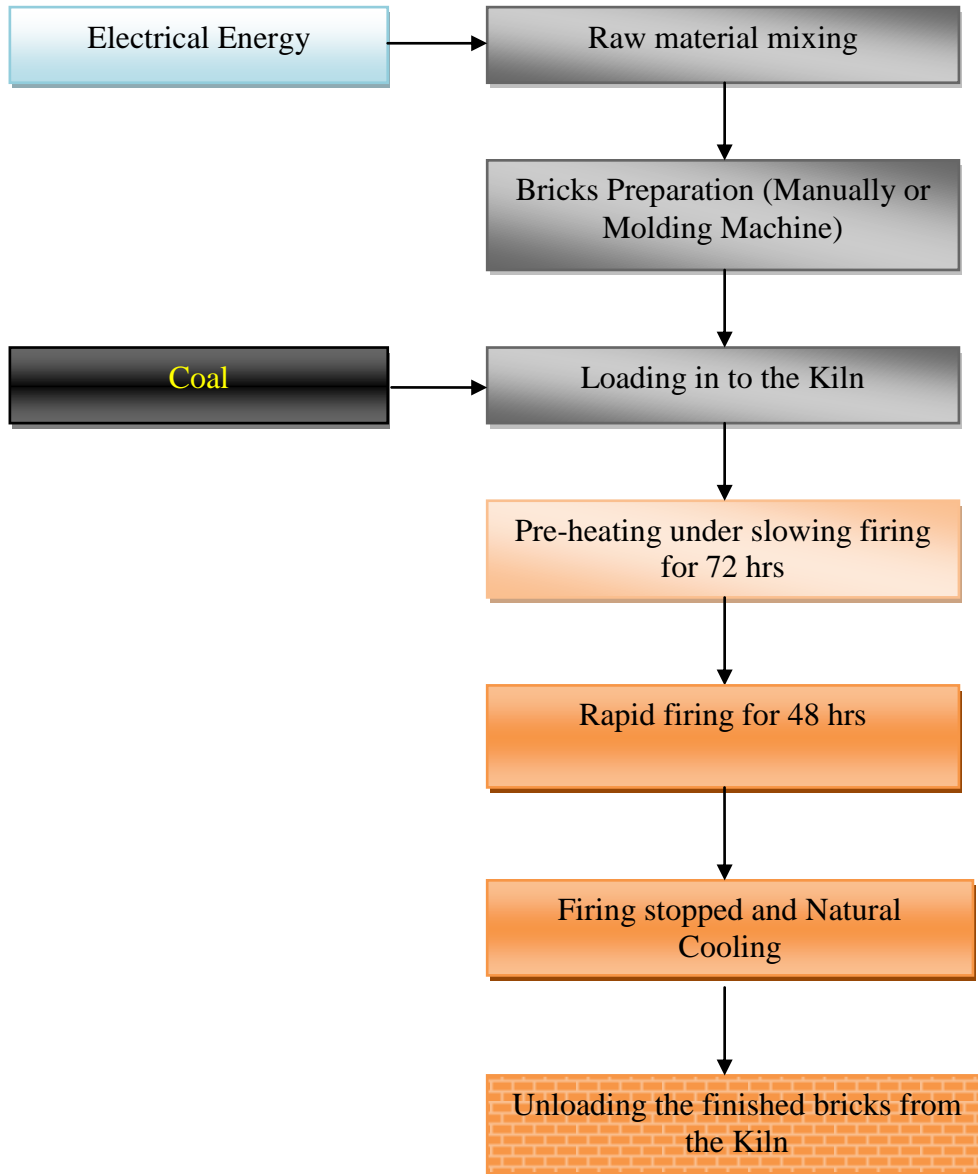 Electrical Energy
Raw material mixing
Bricks Preparation (Manually or
Molding Machine)
Coal
Loading in to the Kiln
Pre-heating under slowing firing
for 72 hrs
Rapid firing for 48 hrs
Firing stopped and Natural
Cooling
Unloading the finished bricks from
the Kiln